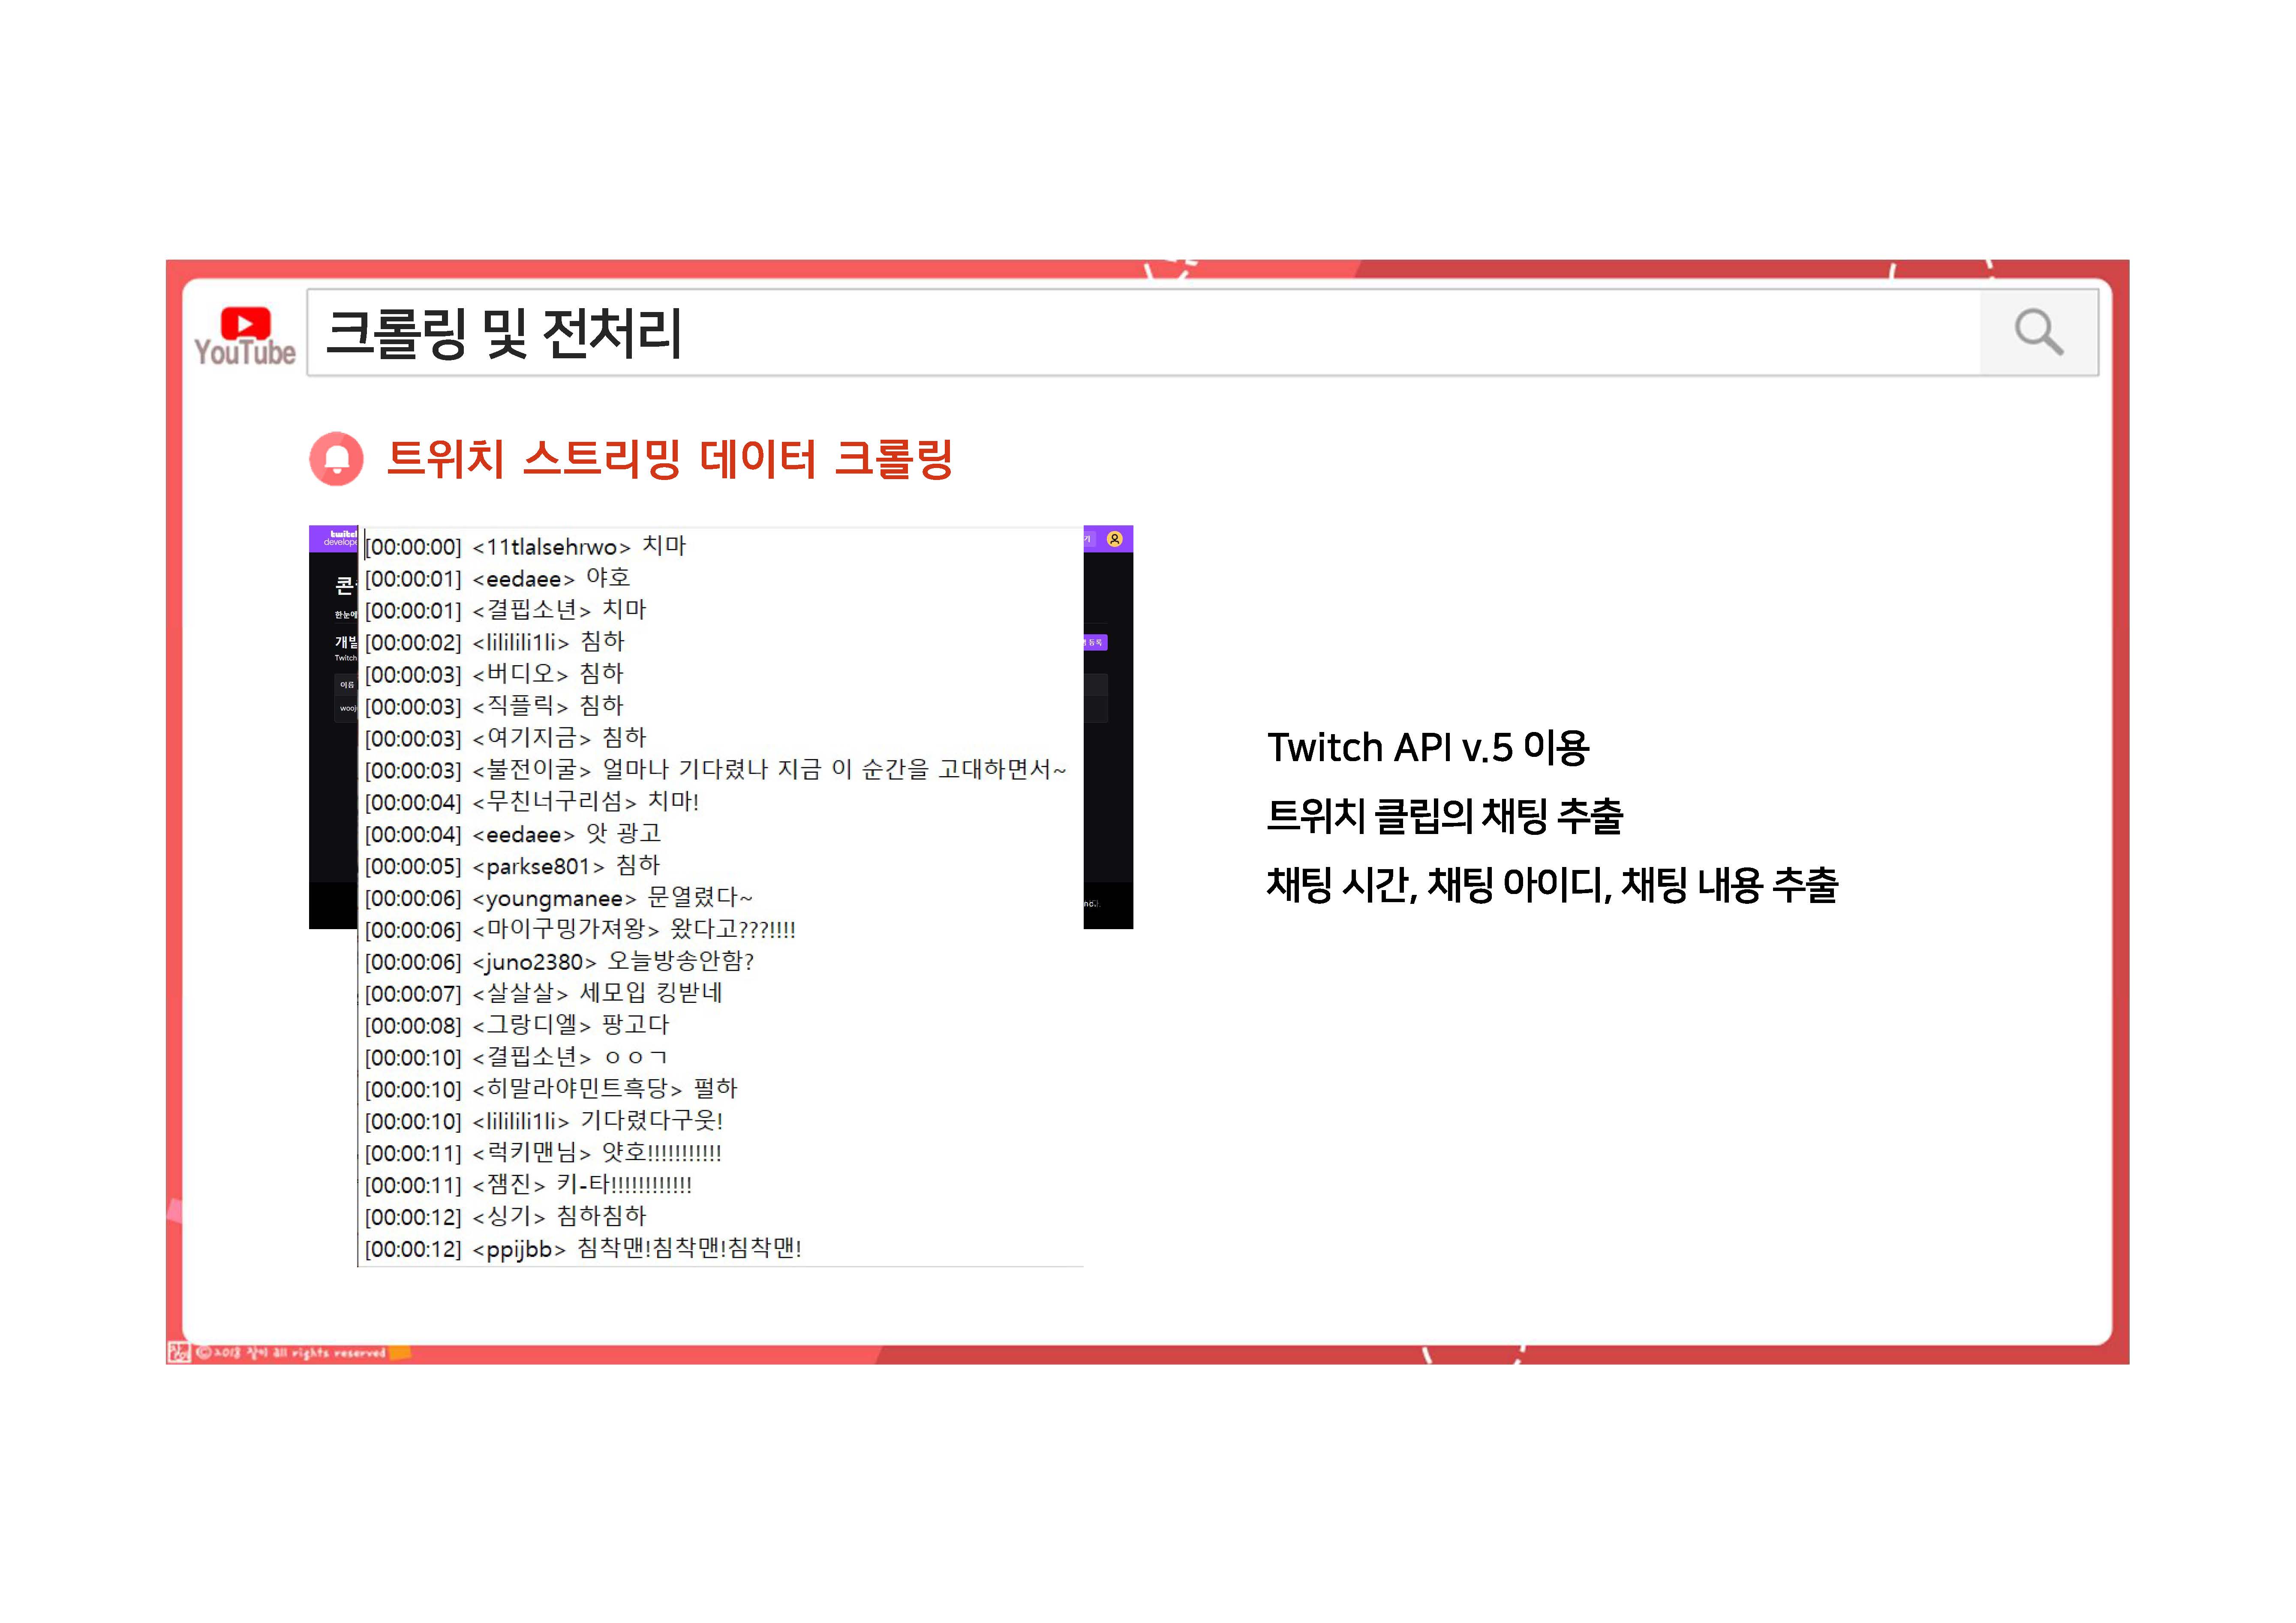 YouTube
크롤링 및 전처리
트위치 스트리밍 데이터 크롤링
[00:00:00] <11tlalsehrwo> 치마
[00:00:01] <eedaee> 야호
[00:00:01] <결핍소년> 치마
[00:00:02] <lililili1li> 침하
[00:00:03] <버디오> 침하
[00:00:03] <직플릭> 침하
[00:00:03] <여기지금> 침하
[00:00:03] <불전이굴> 얼마나 기다렸나 지금 이 순간을 고대하면서~
[00:00:04] <무친너구리섬> 치마!
[00:00:04] <eedaee> 앗 광고
[00:00:05] <parkse801> 침하
[00:00:06] <youngmanee> 문열렸다~
[00:00:06] <마이구밍가져왕> 왔다고???!!!!
[00:00:06] <juno2380> 오늘방송안함?
[00:00:07] <살살살> 세모입 킹받네
[00:00:08] <그랑디엘> 팡고다
[00:00:10] <결핍소년> ㅇㅇㄱ
[00:00:10] <히말라야민트흑당> 펄하
[00:00:10] <lililili1li> 기다렸다구웃!
[00:00:11] <럭키맨님> 얏호!!!!!!!!!!!
[00:00:11] <잼진> 키-타!!!!!!!!!!!!
[00:00:12] <싱기> 침하침하
[00:00:12] <ppijbb> 침착맨!침착맨!침착맨!
Twitch API v.5 이용
트위치 클립의 채팅 추출
채팅 시간, 채팅 아이디, 채팅 내용 추출
©2018 잘이 all rights reserved